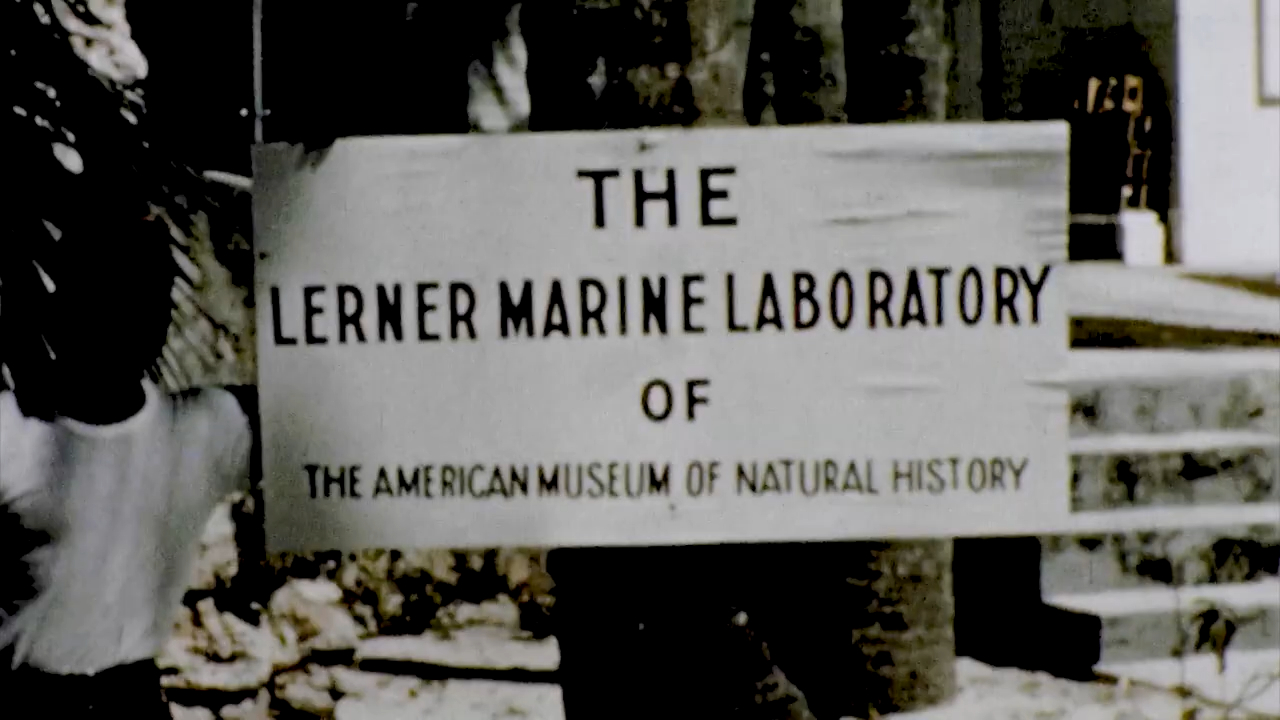 THE
LERNER MARINE LABORATORY
OF
THE AMERICAN MUSEUM OF NATURAL HISTORY